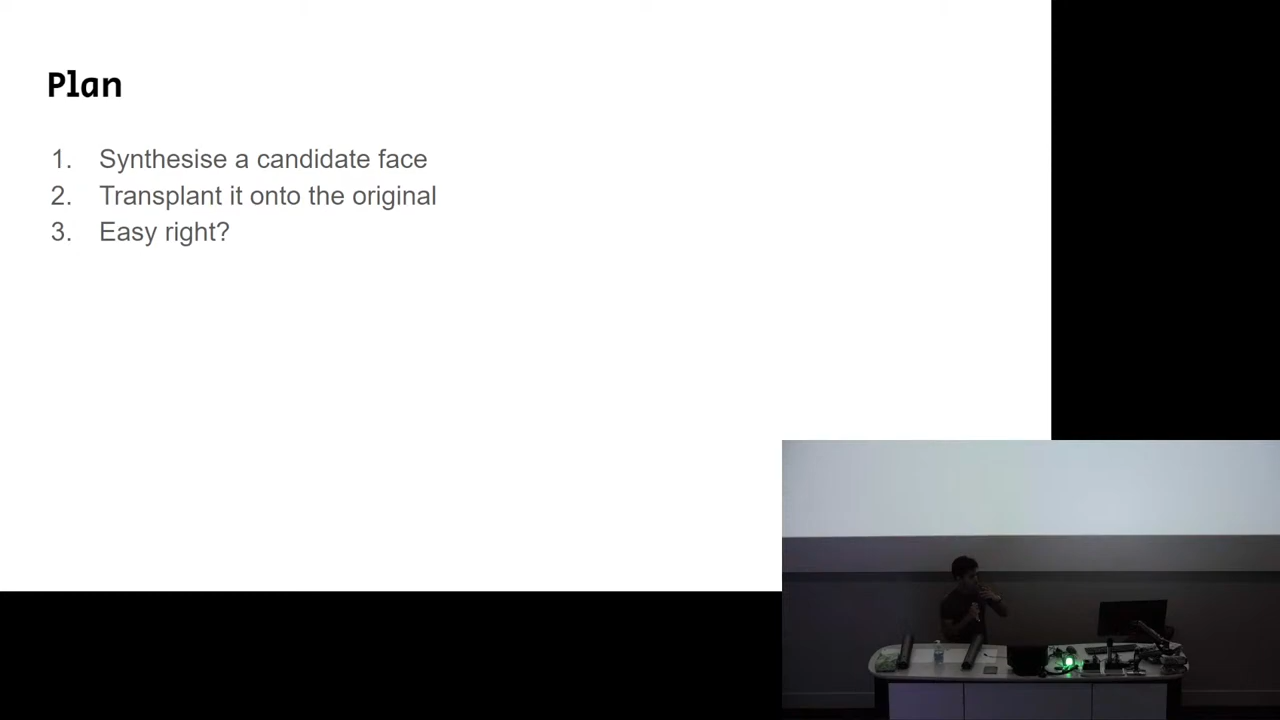 Plan
1. Synthesise a candidate face
2. Transplant it onto the original
3. Easy right?